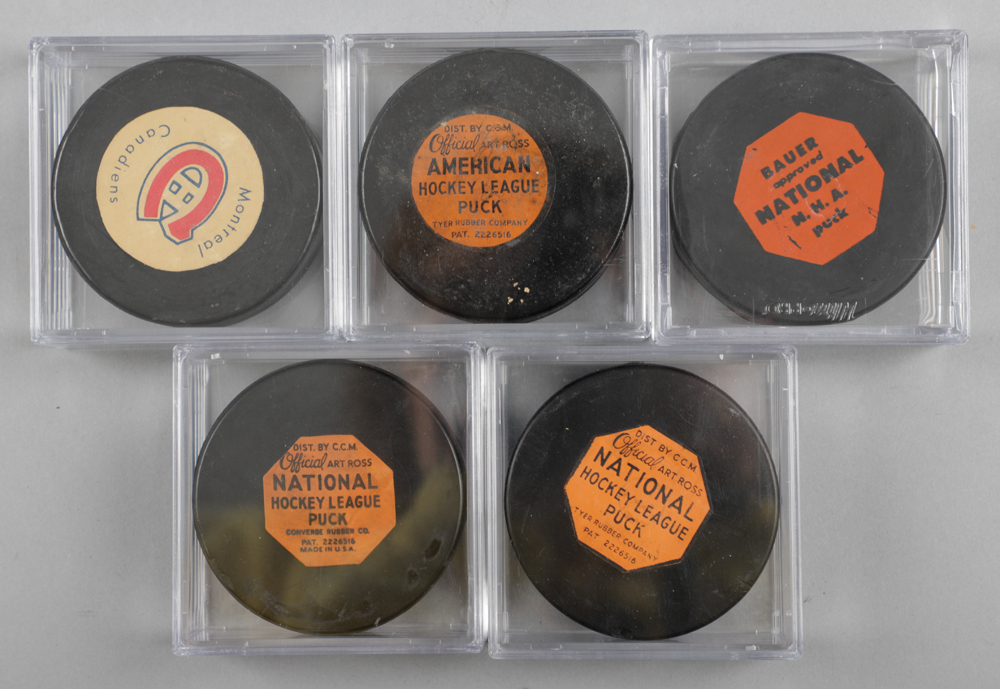 Canadiens
Montreal
DIST. BY C.C.M.
Official ART ROSS
AMERICAN
HOCKEY LEAGUE
PUCK
TYER RUBBER COMPANY
PAT. 2226516
BAUER
approved
NATIONAL
N. H. A.
puck
DIST. BY C.C.M.
Official ART ROSS
NATIONAL
HOCKEY LEAGUE
PUCK
CONVERSE RUBBER CO.
PAT. 2226516
MADE IN U.S.A.
DIST. BY C.C.M.
Official ART ROSS
NATIONAL
HOCKEY LEAGUE
PUCK
TYER RUBBER COMPANY
PAT. 2226516